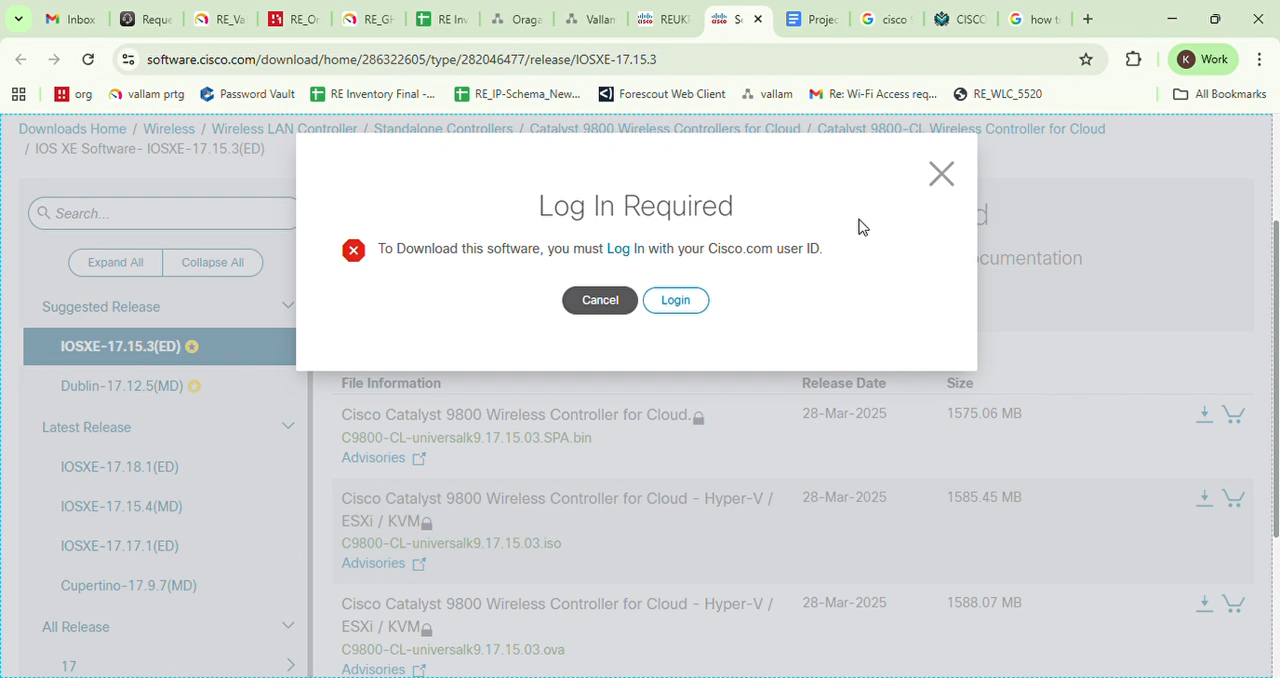 Inbox
Reque
RE_Va
RE_Or
RE_GH
RE Inv
Oraga
Vallan
REUKI
S
Projec
cisco
CISCO
how t
software.cisco.com/download/home/286322605/type/282046477/release/IOSXE-17.15.3
K
Work
org
vallam prtg
Password Vault
RE Inventory Final -...
RE_IP-Schema_New...
Forescout Web Client
vallam
Re: Wi-Fi Access req...
RE_WLC_5520
All Bookmarks
Downloads Home / Wireless / Wireless LAN Controller / Standalone Controllers / Catalyst 9800 Wireless Controllers for Cloud / Catalyst 9800-CL Wireless Controller for Cloud
/ IOS XE Software- IOSXE-17.15.3(ED)
Log In Required
To Download this software, you must Log In with your Cisco.com user ID.
Cancel
Login
Search...
Expand All
Collapse All
Suggested Release
IOSXE-17.15.3(ED)
Dublin-17.12.5(MD)
Latest Release
IOSXE-17.18.1(ED)
IOSXE-17.15.4(MD)
IOSXE-17.17.1(ED)
Cupertino-17.9.7(MD)
All Release
17
d
cumentation
File Information
Release Date
Size
Cisco Catalyst 9800 Wireless Controller for Cloud.
28-Mar-2025
1575.06 MB
C9800-CL-universalk9.17.15.03.SPA.bin
Advisories
Cisco Catalyst 9800 Wireless Controller for Cloud - Hyper-V /
28-Mar-2025
1585.45 MB
ESXi / KVM
C9800-CL-universalk9.17.15.03.iso
Advisories
Cisco Catalyst 9800 Wireless Controller for Cloud - Hyper-V /
28-Mar-2025
1588.07 MB
ESXi / KVM
C9800-CL-universalk9.17.15.03.ova
Advisories